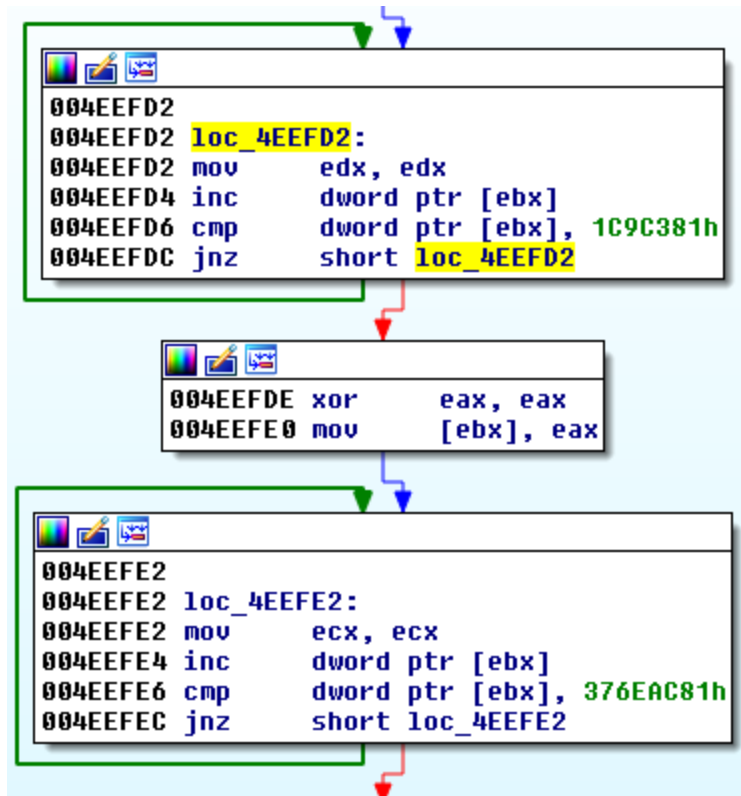 004EEFD2
004EEFD2 loc_4EEFD2:
004EEFD2 mov edx, edx
004EEFD4 inc dword ptr [ebx]
004EEFD6 cmp dword ptr [ebx], 1C9C381h
004EEFDC jnz short loc_4EEFD2
004EEFDE xor eax, eax
004EEFE0 mov [ebx], eax
004EEFE2
004EEFE2 loc_4EEFE2:
004EEFE2 mov ecx, ecx
004EEFE4 inc dword ptr [ebx]
004EEFE6 cmp dword ptr [ebx], 376EAC81h
004EEFEC jnz short loc_4EEFE2